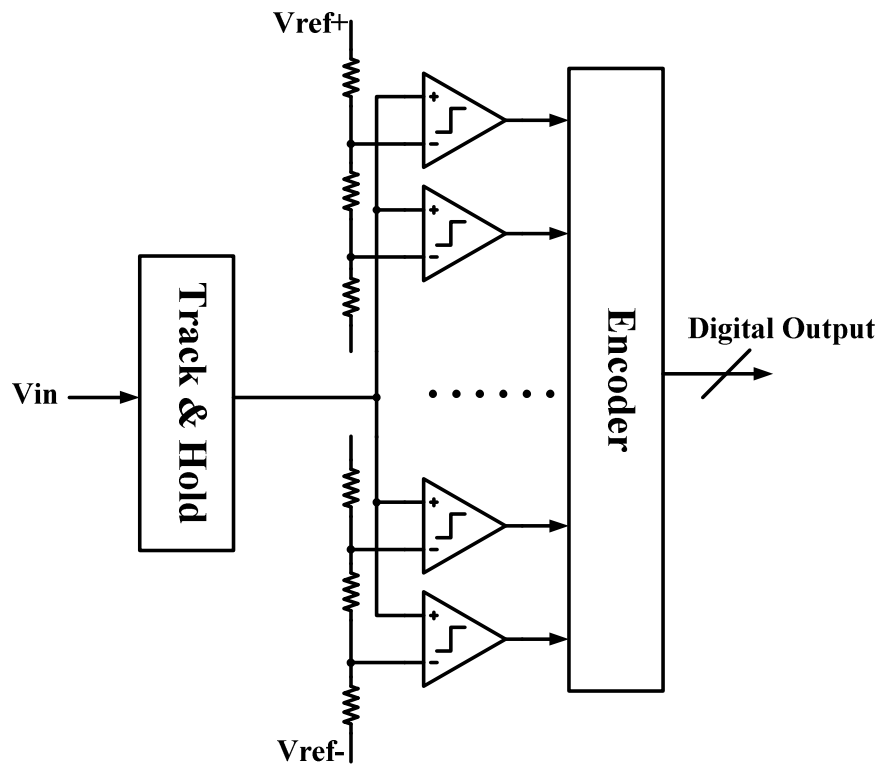 Vref+
+
-
+
-
Track & Hold
Encoder
Digital Output
Vin
+
-
+
-
Vref-